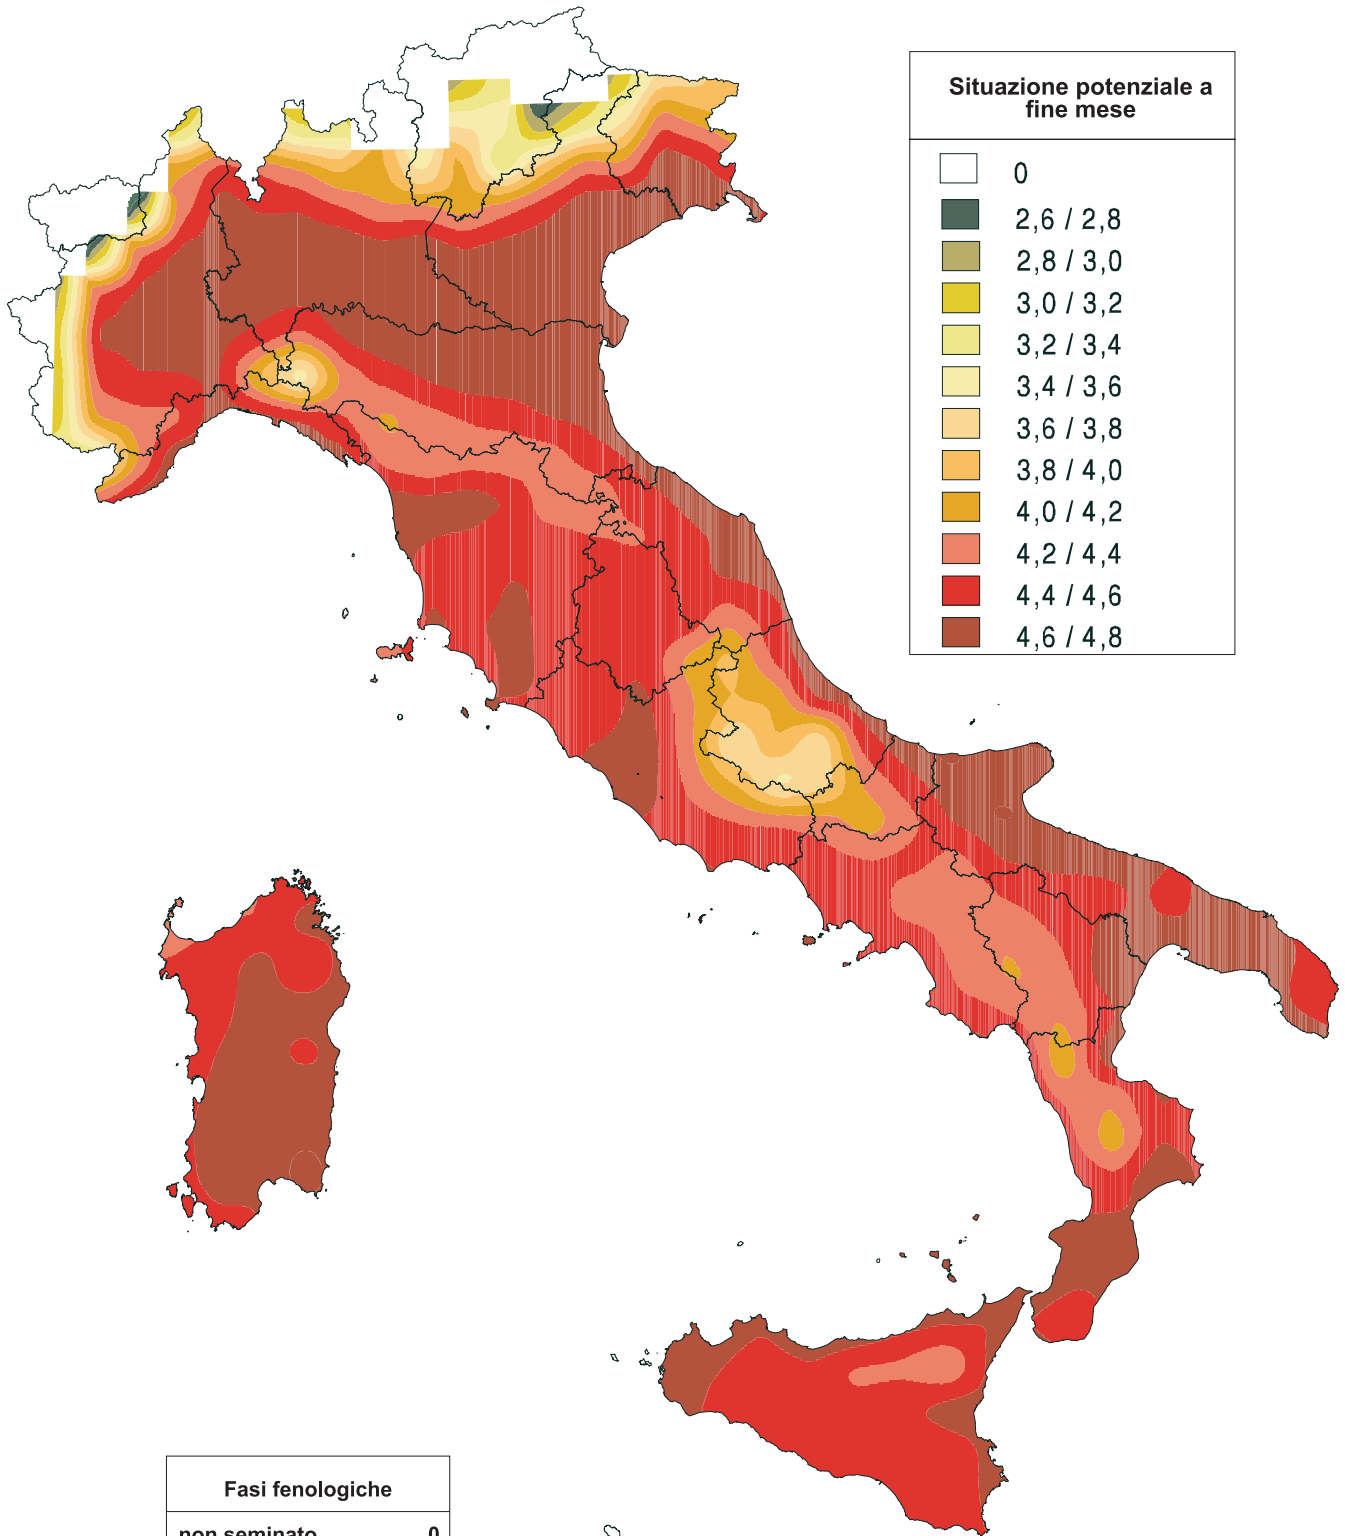 Situazione potenziale a
fine mese
0
2,6 / 2,8
2,8 / 3,0
3,0 / 3,2
3,2 / 3,4
3,4 / 3,6
3,6 / 3,8
3,8 / 4,0
4,0 / 4,2
4,2 / 4,4
4,4 / 4,6
4,6 / 4,8
Fasi fenologiche
non seminato 0